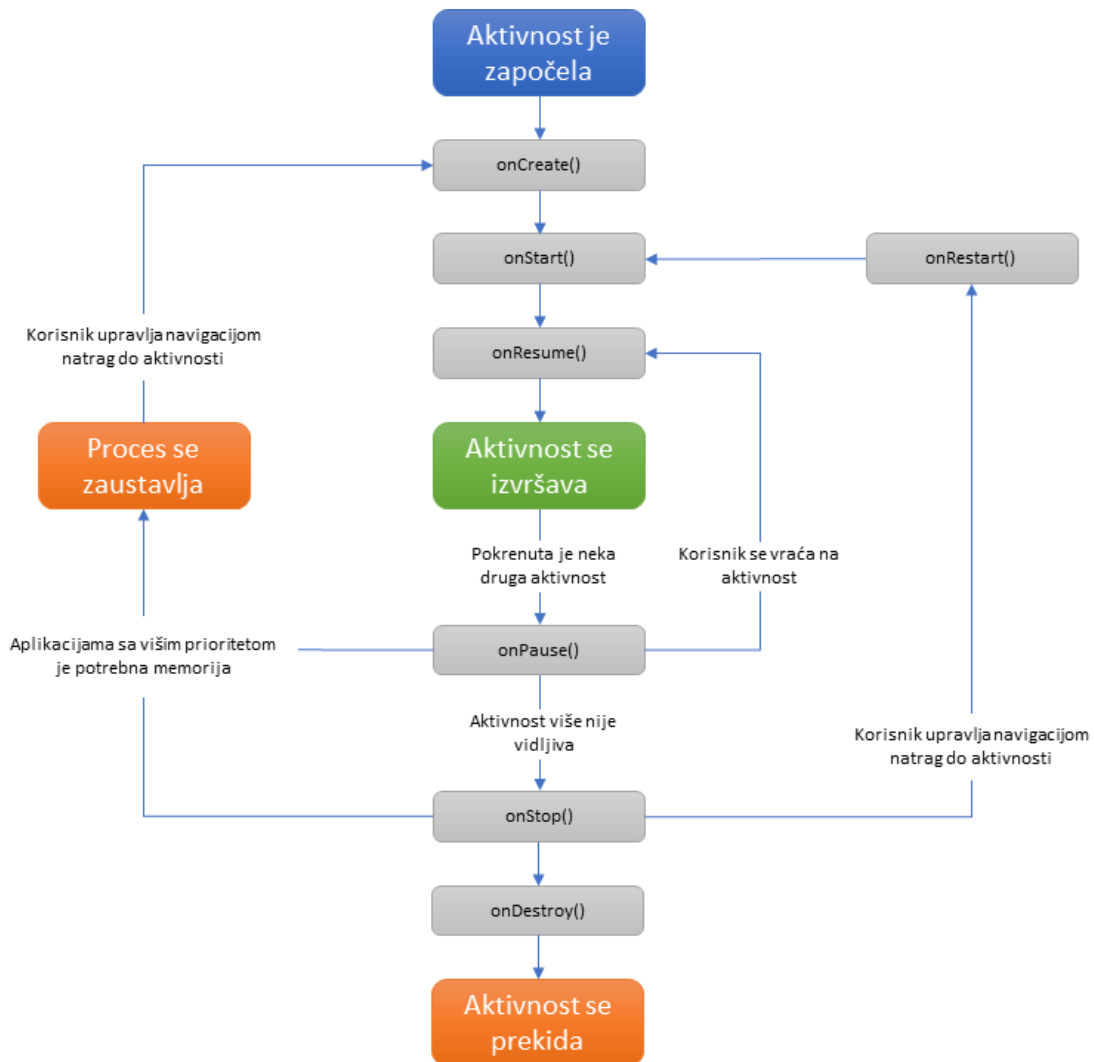 Aktivnost je
započela
onCreate()
onStart()
onRestart()
Korisnik upravlja navigacijom
natrag do aktivnosti
onResume()
Proces se
zaustavlja
Aktivnost se
izvršava
Pokrenuta je neka
druga aktivnost
Korisnik se vraća na
aktivnost
Aplikacijama sa višim prioritetom
je potrebna memorija
onPause()
Aktivnost više nije
vidljiva
Korisnik upravlja navigacijom
natrag do aktivnosti
onStop()
onDestroy()
Aktivnost se
prekida